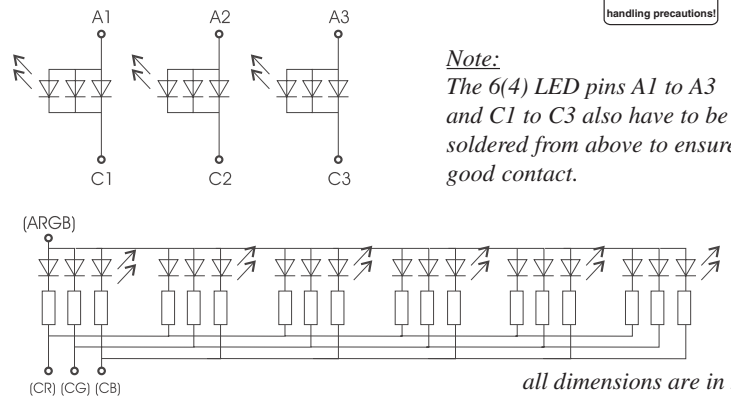 handling precautions!
A1 A2 A3
Note:
The 6(4) LED pins A1 to A3
and C1 to C3 also have to be
soldered from above to ensure
good contact.
C1 C2 C3
(ARGB)
(CR) (CG) (CB)
all dimensions are in